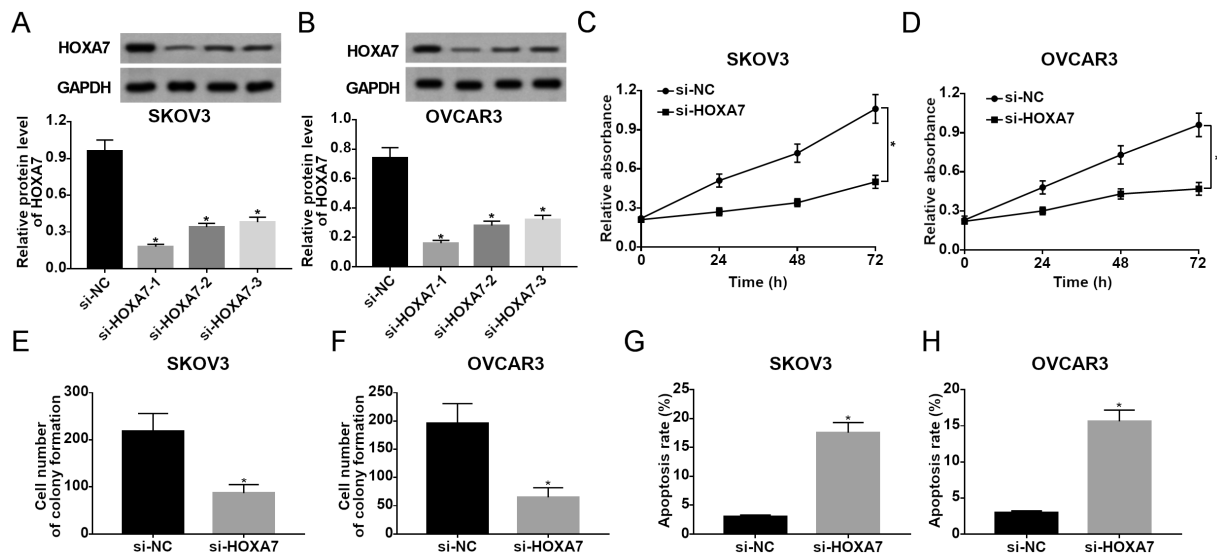 A
HOXA7
GAPDH
SKOV3
Relative protein level
of HOXA7
1.2
0.9
0.6
0.3
0.0
si-NC
si-HOXA7-1
si-HOXA7-2
si-HOXA7-3
*
*
*
B
HOXA7
GAPDH
OVCAR3
Relative protein level
of HOXA7
1.0
0.8
0.6
0.4
0.2
0.0
si-NC
si-HOXA7-1
si-HOXA7-2
si-HOXA7-3
*
*
*
C
SKOV3
si-NC
si-HOXA7
Relative absorbance
1.2
0.9
0.6
0.3
0.0
0 24 48 72
Time (h)
*
D
OVCAR3
si-NC
si-HOXA7
Relative absorbance
1.2
0.9
0.6
0.3
0.0
0 24 48 72
Time (h)
*
E
SKOV3
Cell number
of colony formation
300
200
100
0
si-NC si-HOXA7
*
F
OVCAR3
Cell number
of colony formation
250
200
150
100
50
0
si-NC si-HOXA7
*
G
SKOV3
Apoptosis rate (%)
25
20
15
10
5
0
si-NC si-HOXA7
*
H
OVCAR3
Apoptosis rate (%)
20
15
10
5
0
si-NC si-HOXA7
*